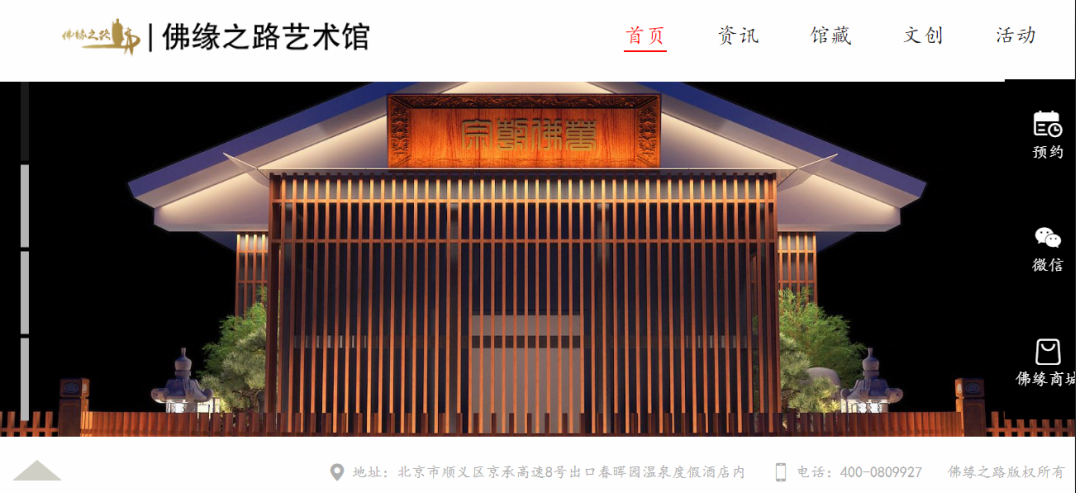 佛缘之路
佛缘之路艺术馆
首页
资讯
馆藏
文创
活动
宗艺佛万
预约
微信
佛缘商城
地址：北京市顺义区京承高速8号出口春晖园温泉度假酒店内
电话：400-0809927
佛缘之路版权所有